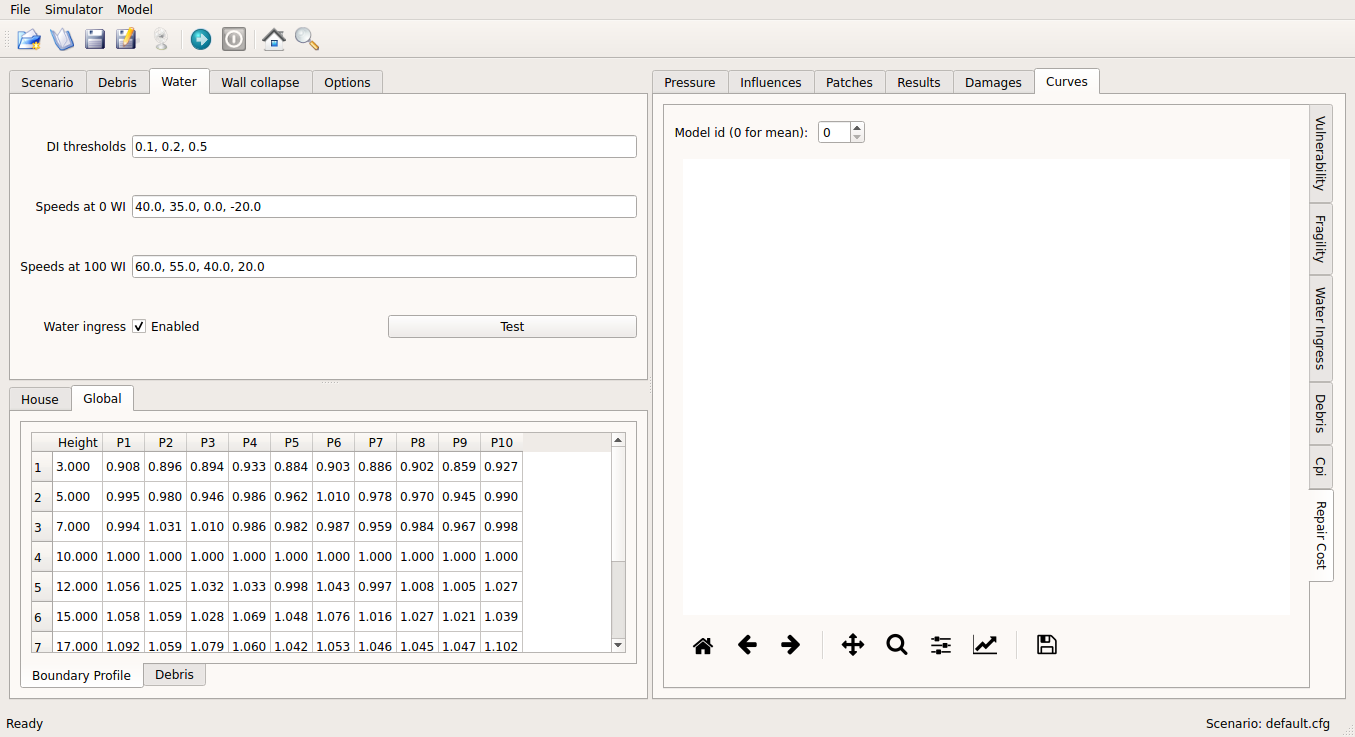 File Simulator Model
Scenario Debris Water Wall collapse Options
DI thresholds 0.1, 0.2, 0.5
Speeds at 0 WI 40.0, 35.0, 0.0, -20.0
Speeds at 100 WI 60.0, 55.0, 40.0, 20.0
Water ingress Enabled Test
House Global
Height P1 P2 P3 P4 P5 P6 P7 P8 P9 P10
1 3.000 0.908 0.896 0.894 0.933 0.884 0.903 0.886 0.902 0.859 0.927
2 5.000 0.995 0.980 0.946 0.986 0.962 1.010 0.978 0.970 0.945 0.990
3 7.000 0.994 1.031 1.010 0.986 0.982 0.987 0.959 0.984 0.967 0.998
4 10.000 1.000 1.000 1.000 1.000 1.000 1.000 1.000 1.000 1.000 1.000
5 12.000 1.056 1.025 1.032 1.033 0.998 1.043 0.997 1.008 1.005 1.027
6 15.000 1.058 1.059 1.028 1.069 1.048 1.076 1.016 1.027 1.021 1.039
7 17.000 1.092 1.059 1.079 1.060 1.042 1.053 1.046 1.045 1.047 1.102
Boundary Profile Debris
Pressure Influences Patches Results Damages Curves
Model id (0 for mean): 0
Vulnerability
Fragility
Water Ingress
Debris
Cpi
Repair Cost
Ready
Scenario: default.cfg